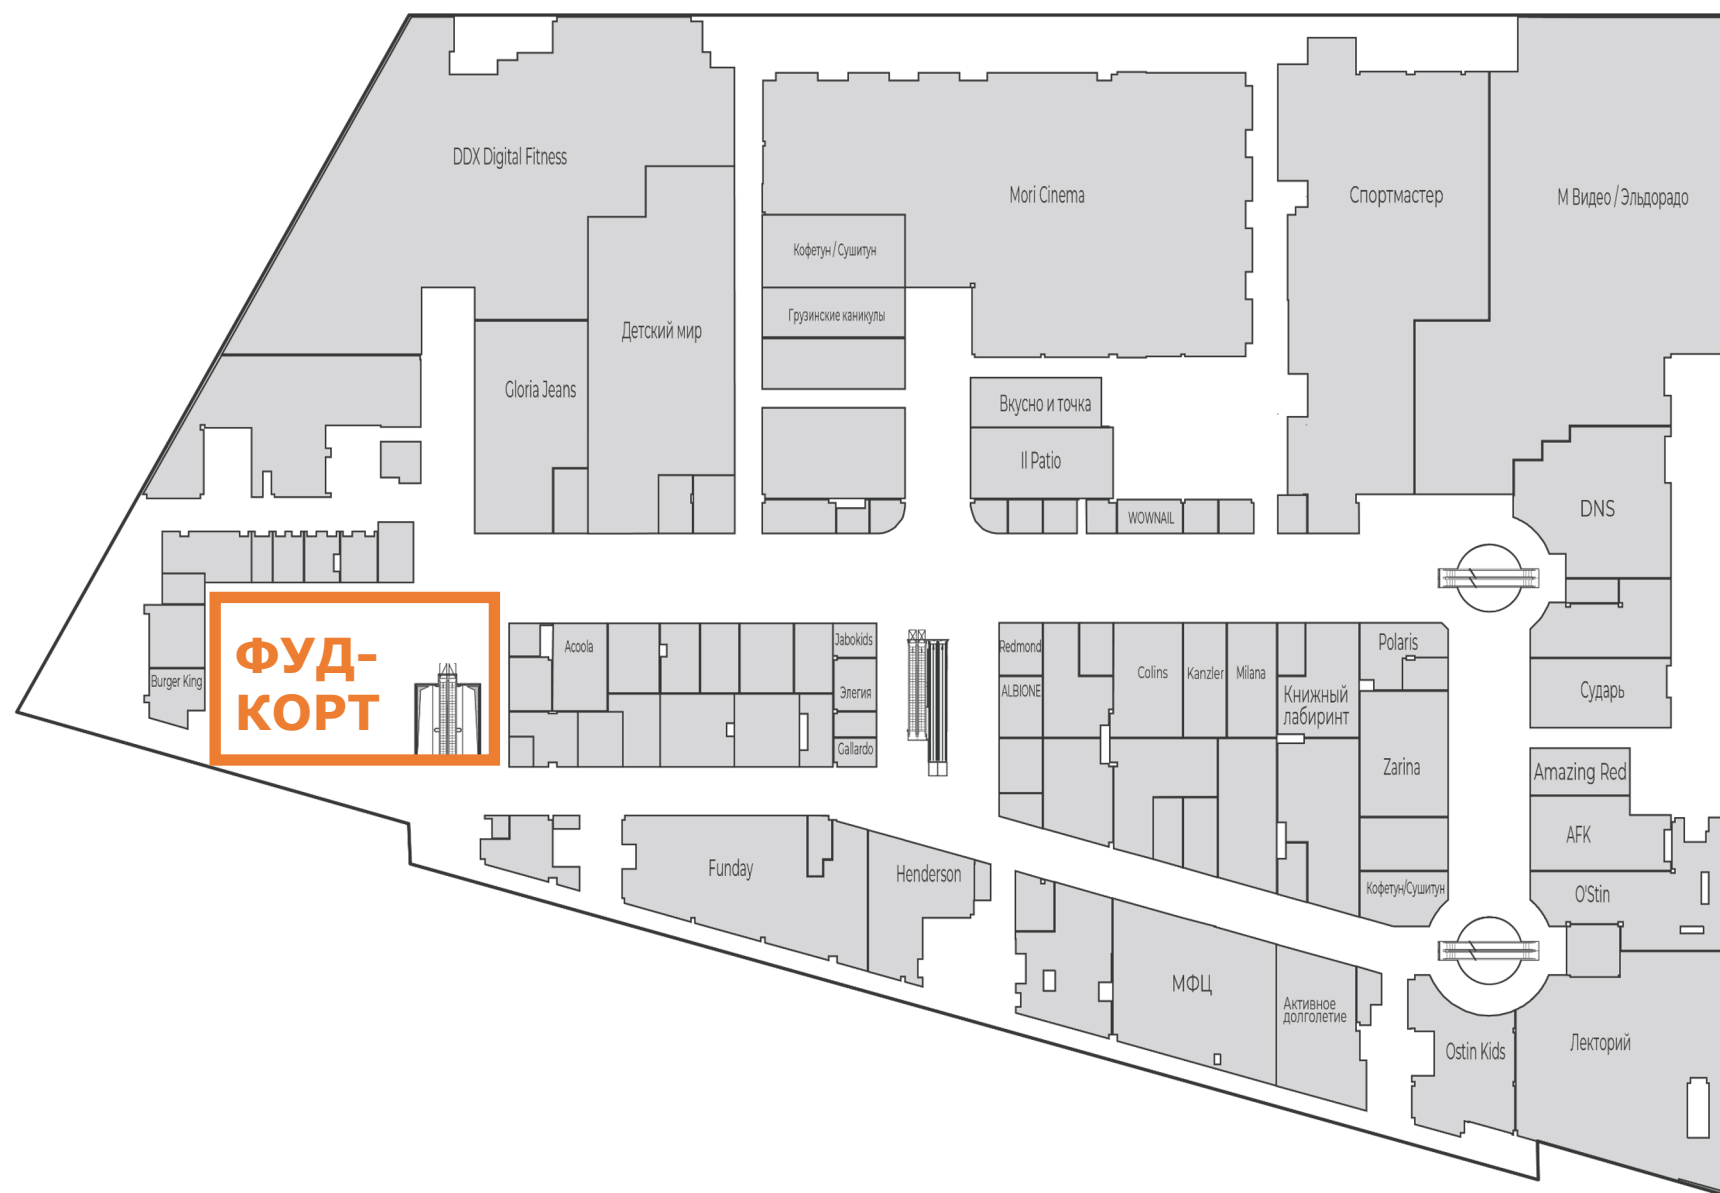 DDX Digital Fitness
Mori Cinema
Спортмастер
М Видео / Эльдорадо
Кофетун / Сушитун
Грузинские каникулы
Детский мир
Gloria Jeans
Вкусно и точка
Il Patio
WOWNAIL
DNS
ФУД-
КОРТ
Burger King
Acoola
Jabokids
Элегия
Gallardo
Redmond
ALBIONE
Colins
Kanzler
Milana
Книжный
лабиринт
Polaris
Zarina
Кофетун/Сушитун
Сударь
Amazing Red
AFK
O'Stin
Funday
Henderson
МФЦ
Активное
долголетие
Ostin Kids
Лекторий